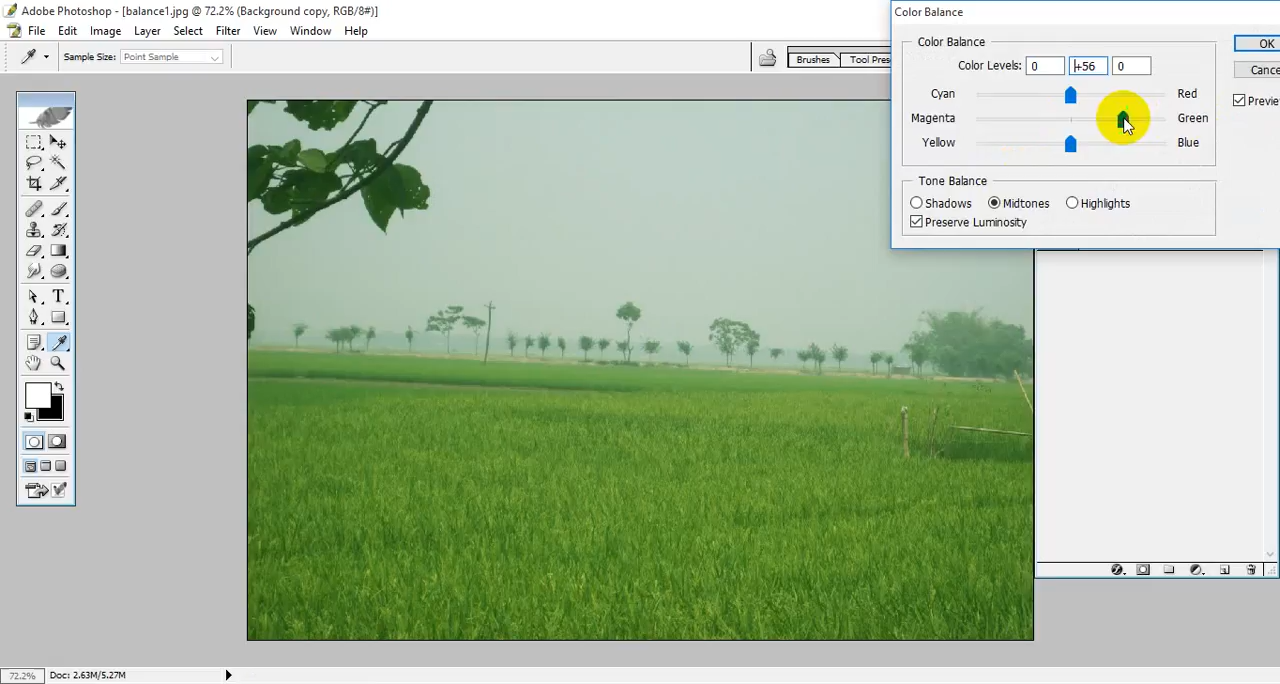 Adobe Photoshop - [balance1.jpg @ 72.2% (Background copy, RGB/8#)]
File Edit Image Layer Select Filter View Window Help
Sample Size: Point Sample
Brushes Tool Pres
Color Balance
Color Balance
Color Levels: 0 +56 0
Cyan Red
Magenta Green
Yellow Blue
Tone Balance
Shadows Midtones Highlights
Preserve Luminosity
OK
Cance
Previe
72.2% Doc: 2.63M/5.27M